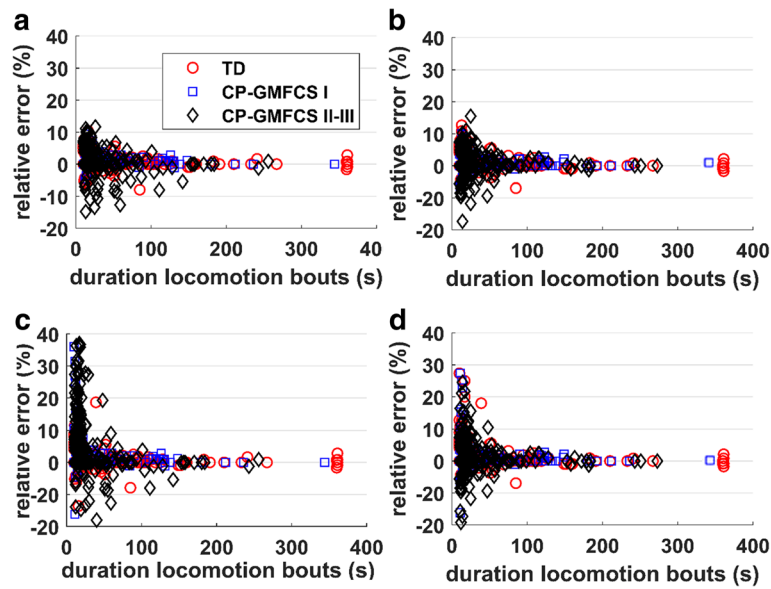 a
40
30
20
10
0
-10
-20
relative error (%)
TD
CP-GMFCS I
CP-GMFCS II-III
0 100 200 300 40
duration locomotion bouts (s)
b
40
30
20
10
0
-10
-20
relative error (%)
0 100 200 300 400
duration locomotion bouts (s)
c
40
30
20
10
0
-10
-20
relative error (%)
0 100 200 300 400
duration locomotion bouts (s)
d
40
30
20
10
0
-10
-20
relative error (%)
0 100 200 300 400
duration locomotion bouts (s)